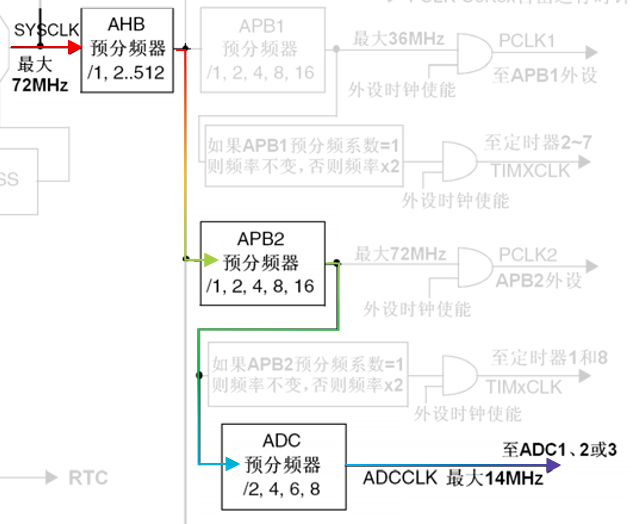 SYSCLK
最大
72MHz
AHB
预分频器
/1, 2..512
APB1
预分频器
/1, 2, 4, 8, 16
最大36MHz
PCLK1
至APB1外设
外设时钟使能
如果APB1预分频系数=1
则频率不变，否则频率x2
至定时器2~7
TIMXCLK
外设时钟使能
SS
APB2
预分频器
/1, 2, 4, 8, 16
最大72MHz
PCLK2
APB2外设
外设时钟使能
如果APB2预分频系数=1
则频率不变，否则频率x2
至定时器1和8
TIMxCLK
外设时钟使能
ADC
预分频器
/2, 4, 6, 8
至ADC1、2或3
ADCCLK 最大14MHz
RTC